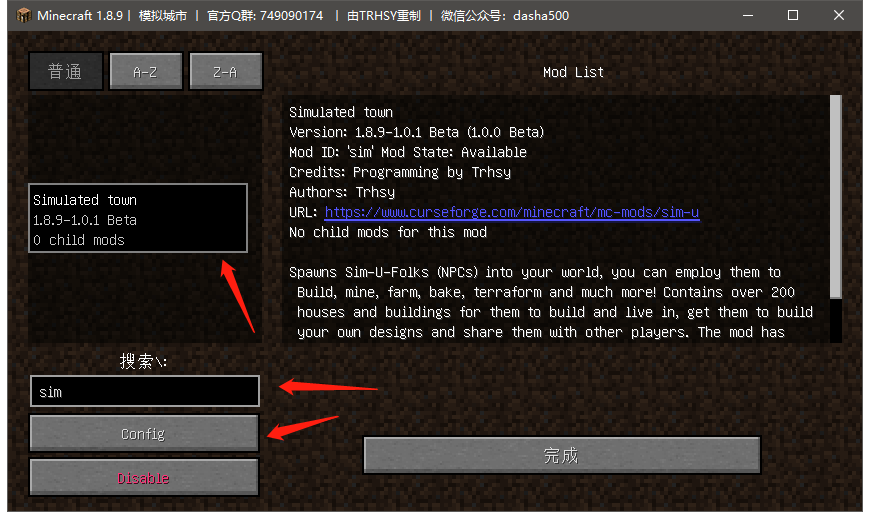 Minecraft 1.8.9丨 模拟城市 丨 官方Q群: 749090174 丨由TRHSY重制 丨 微信公众号：dasha500
普通
A-Z
Z-A
Mod List
Simulated town
1.8.9-1.0.1 Beta
0 child mods
Simulated town
Version: 1.8.9-1.0.1 Beta (1.0.0 Beta)
Mod ID: 'sim' Mod State: Available
Credits: Programming by Trhsy
Authors: Trhsy
URL: https://www.curseforge.com/minecraft/mc-mods/sim-u
No child mods for this mod
Spawns Sim-U-Folks (NPCs) into your world, you can employ them to
Build, mine, farm, bake, terraform and much more! Contains over 200
houses and buildings for them to build and live in, get them to build
your own designs and share them with other players. The mod has
搜索\:
sim
Config
Disable
完成